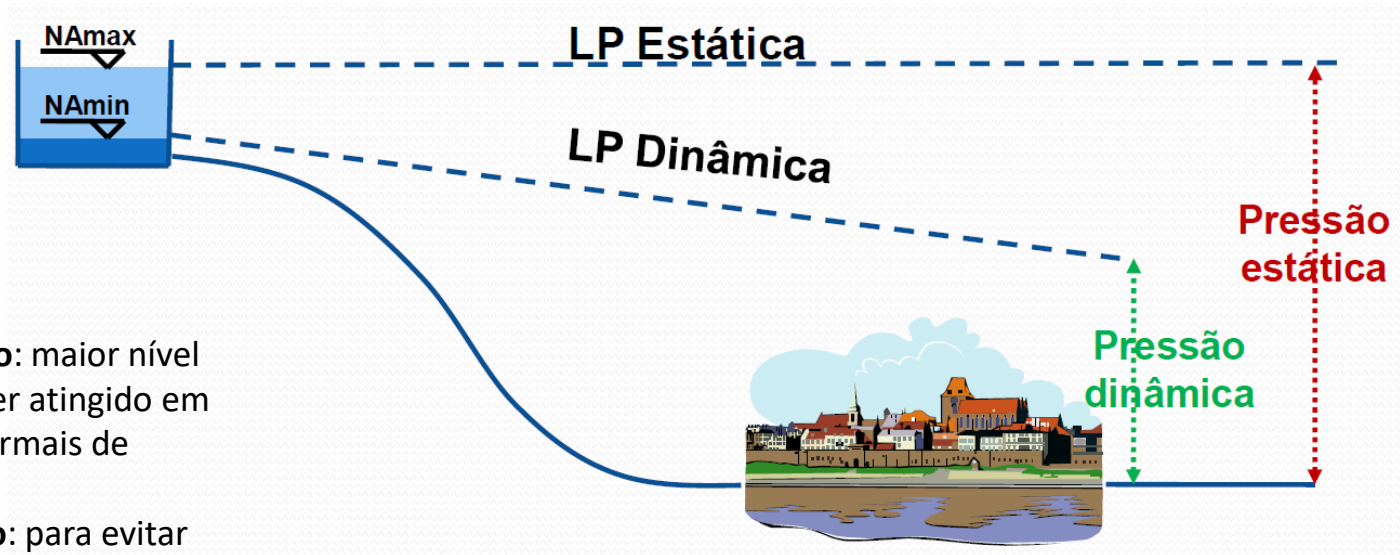 NAmax
LP Estática
NAmin
LP Dinâmica
Pressão
estática
Pressão
dinâmica
o: maior nível
er atingido em
rmais de
o: para evitar